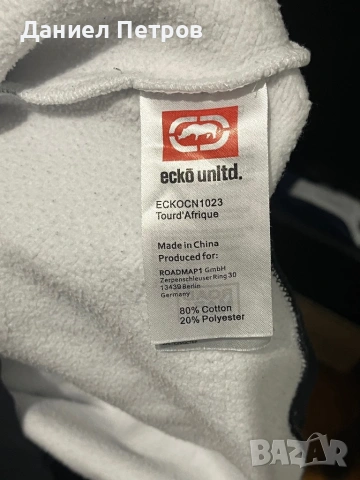 Даниел Петров
eckō unltd.
ECKOCN1023
Tourd'Afrique
Made in China
Produced for:
ROADMAP1 GmbH
Zerpenschleuser Ring 30
13439 Berlin
Germany
80% Cotton
20% Polyester
BAZAR